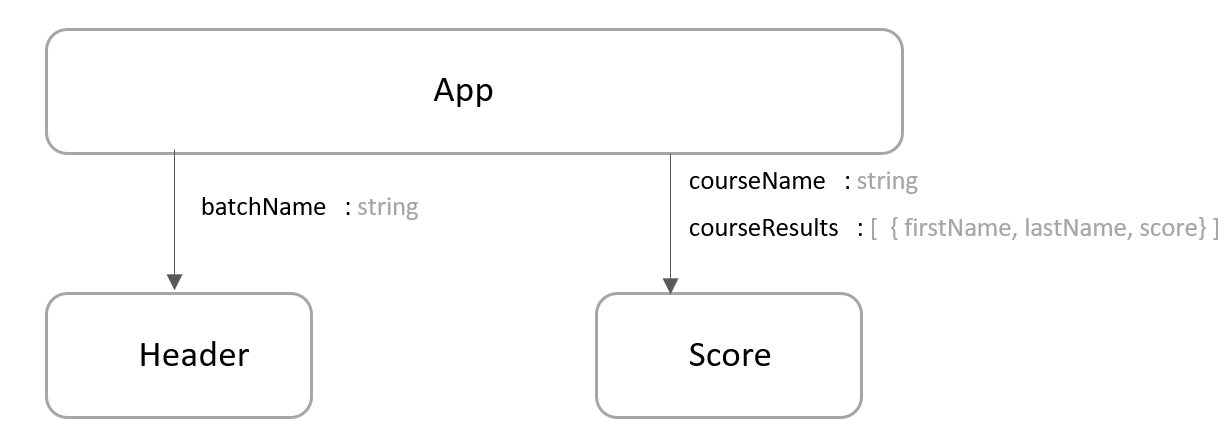 App
batchName : string
courseName : string
courseResults : [ { firstName, lastName, score} ]
Header
Score